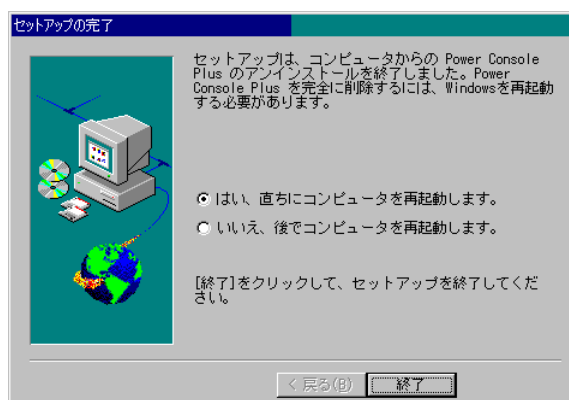 セットアップの完了
セットアップは、コンピュータからの Power Console
Plus のアンインストールを終了しました。Power
Console Plus を完全に削除するには、Windowsを再起動
する必要があります。
はい、直ちにコンピュータを再起動します。
いいえ、後でコンピュータを再起動します。
[終了]をクリックして、セットアップを終了してくだ
さい。
< 戻る(B)
終了